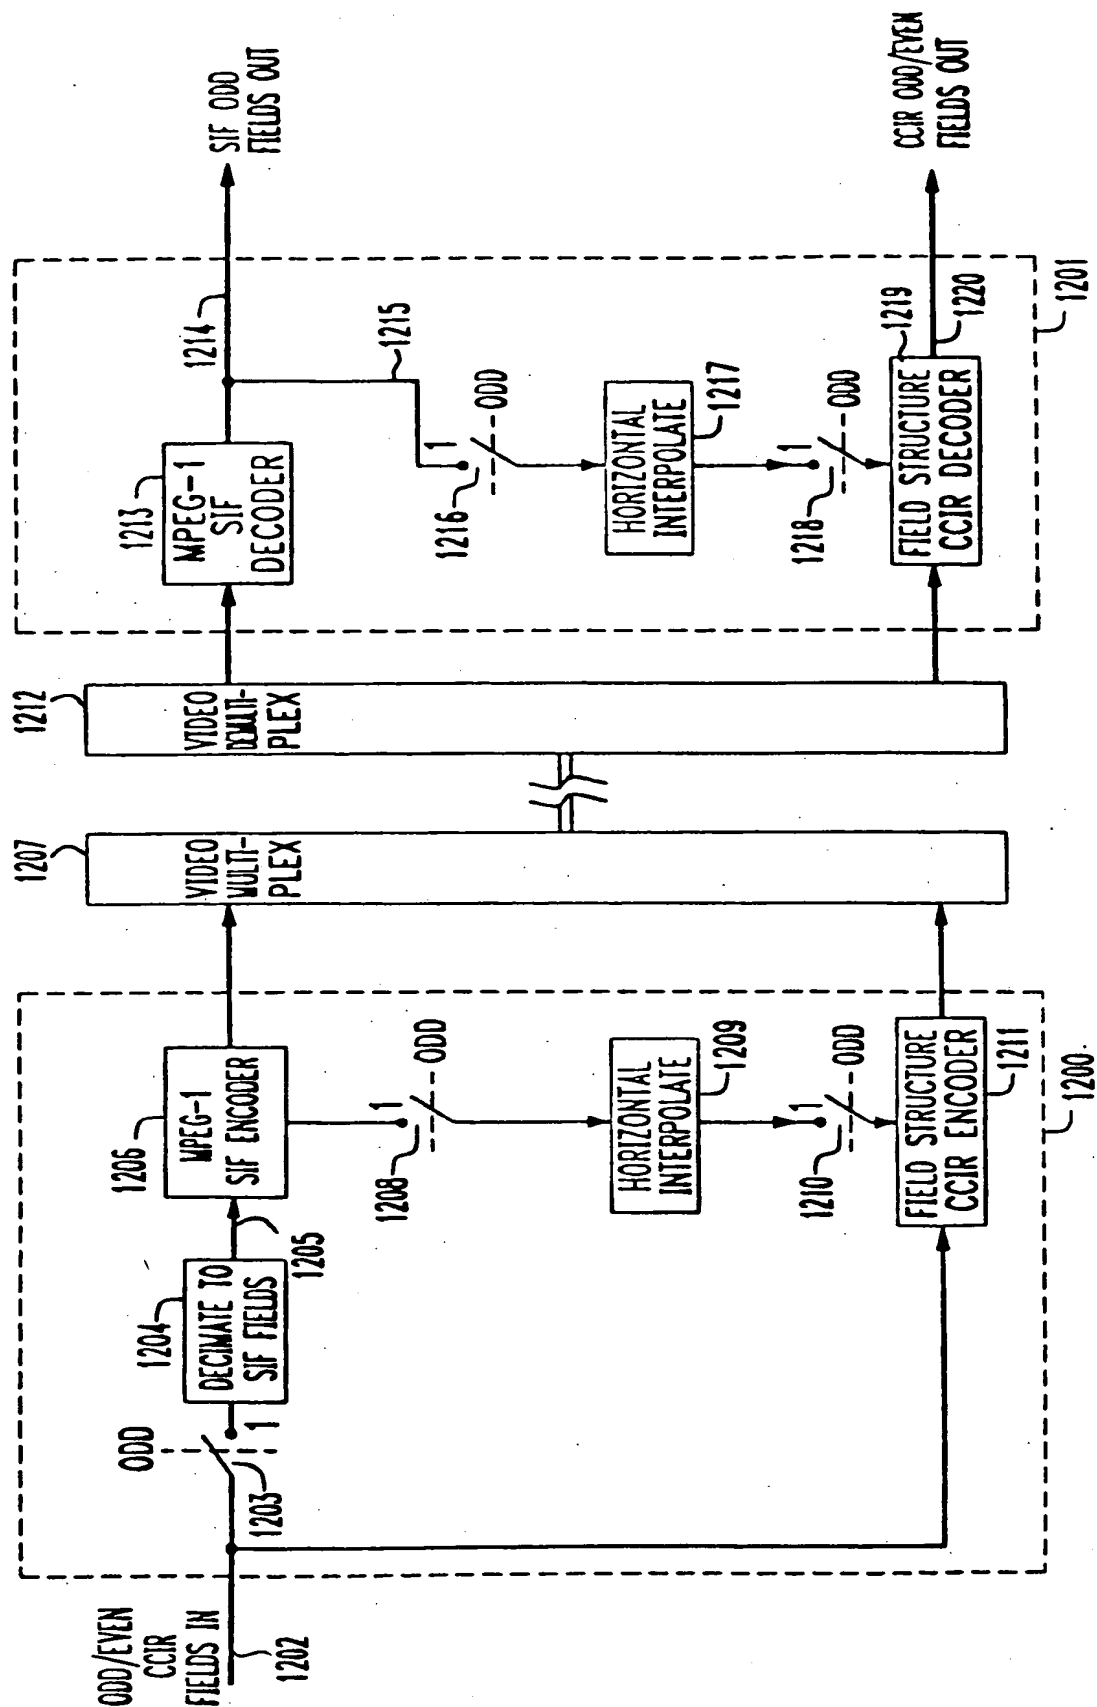 ODD/EVEN
CCIR
FIELDS IN
1202
ODD
1
1203
1204
DECIMATE TO
SIF FIELDS
1205
1206
MPEG-1
SIF ENCODER
1208
1
ODD
HORIZONTAL
INTERPOLATE
1209
1210
1
ODD
FIELD STRUCTURE
CCIR ENCODER
1211
1200
1207
VIDEO
MULTI-
PLEX
1212
VIDEO
DEMULTI-
PLEX
1213
MPEG-1
SIF
DECODER
1214
1215
1216
1
ODD
HORIZONTAL
INTERPOLATE
1217
1218
1
ODD
FIELD STRUCTURE
CCIR DECODER
1219
1220
1201
SIF ODD
FIELDS OUT
CCIR ODD/EVEN
FIELDS OUT